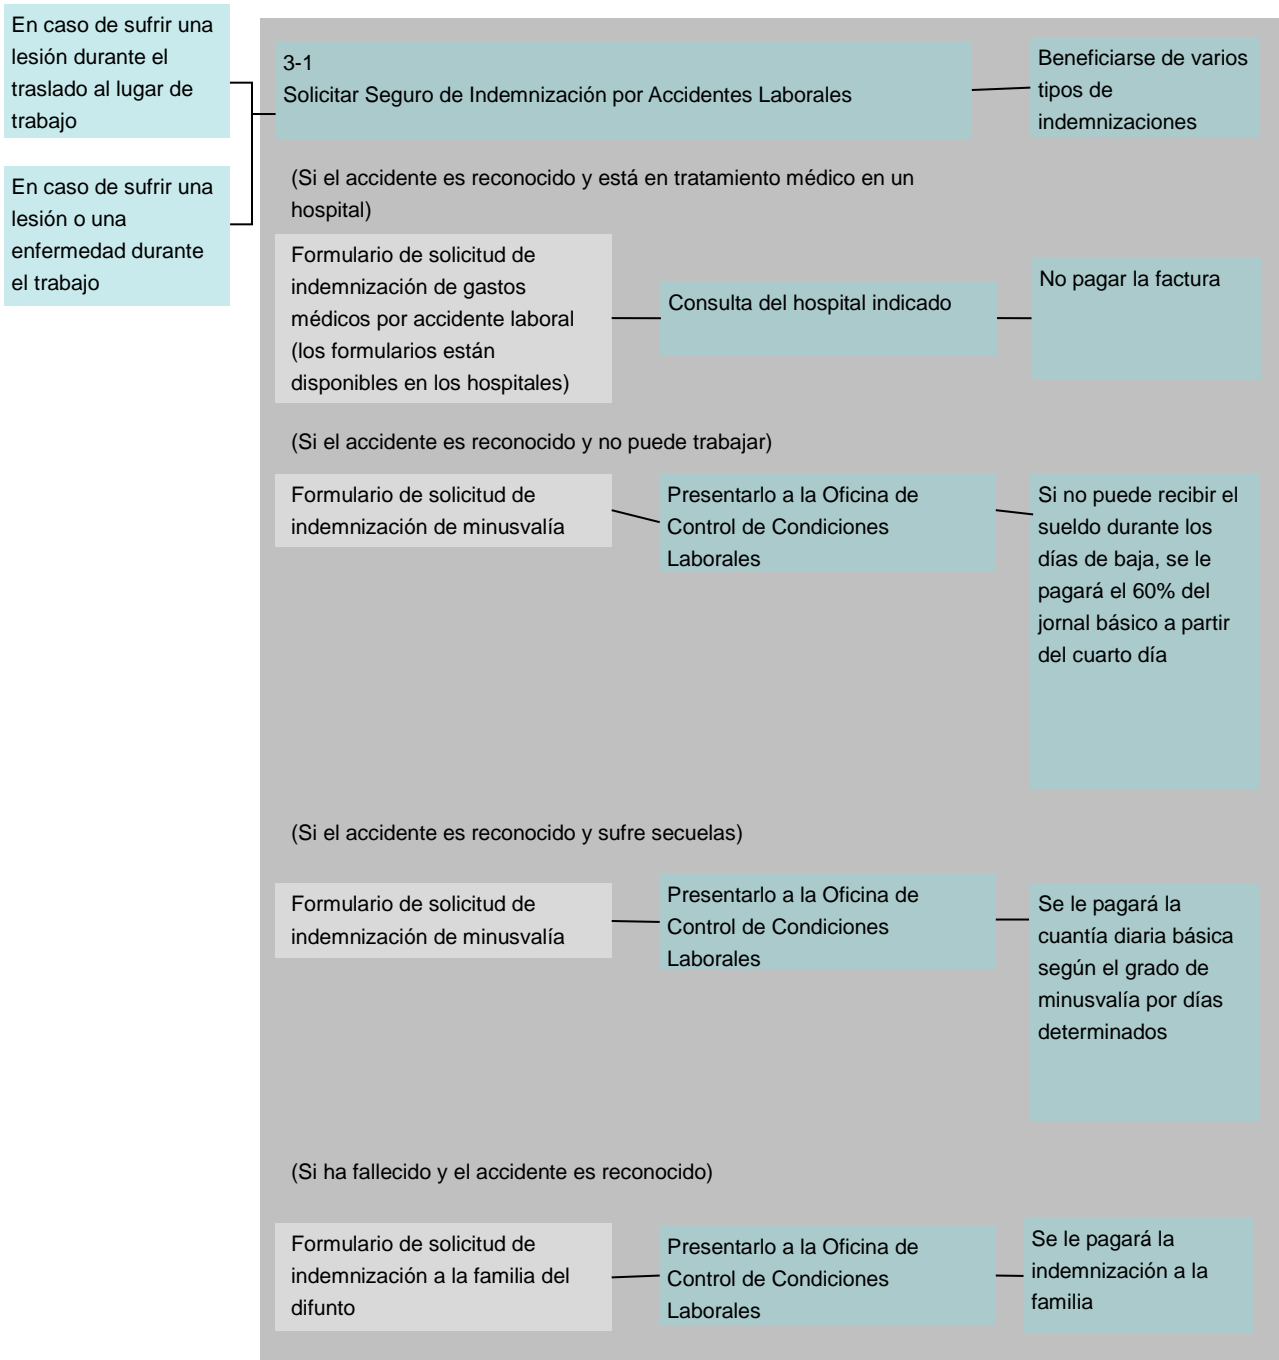 En caso de sufrir una
lesión durante el
traslado al lugar de
trabajo
En caso de sufrir una
lesión o una
enfermedad durante
el trabajo
3-1
Solicitar Seguro de Indemnización por Accidentes Laborales
Beneficiarse de varios
tipos de
indemnizaciones
(Si el accidente es reconocido y está en tratamiento médico en un
hospital)
Formulario de solicitud de
indemnización de gastos
médicos por accidente laboral
(los formularios están
disponibles en los hospitales)
Consulta del hospital indicado
No pagar la factura
(Si el accidente es reconocido y no puede trabajar)
Formulario de solicitud de
indemnización de minusvalía
Presentarlo a la Oficina de
Control de Condiciones
Laborales
Si no puede recibir el
sueldo durante los
días de baja, se le
pagará el 60% del
jornal básico a partir
del cuarto día
(Si el accidente es reconocido y sufre secuelas)
Formulario de solicitud de
indemnización de minusvalía
Presentarlo a la Oficina de
Control de Condiciones
Laborales
Se le pagará la
cuantía diaria básica
según el grado de
minusvalía por días
determinados
(Si ha fallecido y el accidente es reconocido)
Formulario de solicitud de
indemnización a la familia del
difunto
Presentarlo a la Oficina de
Control de Condiciones
Laborales
Se le pagará la
indemnización a la
familia